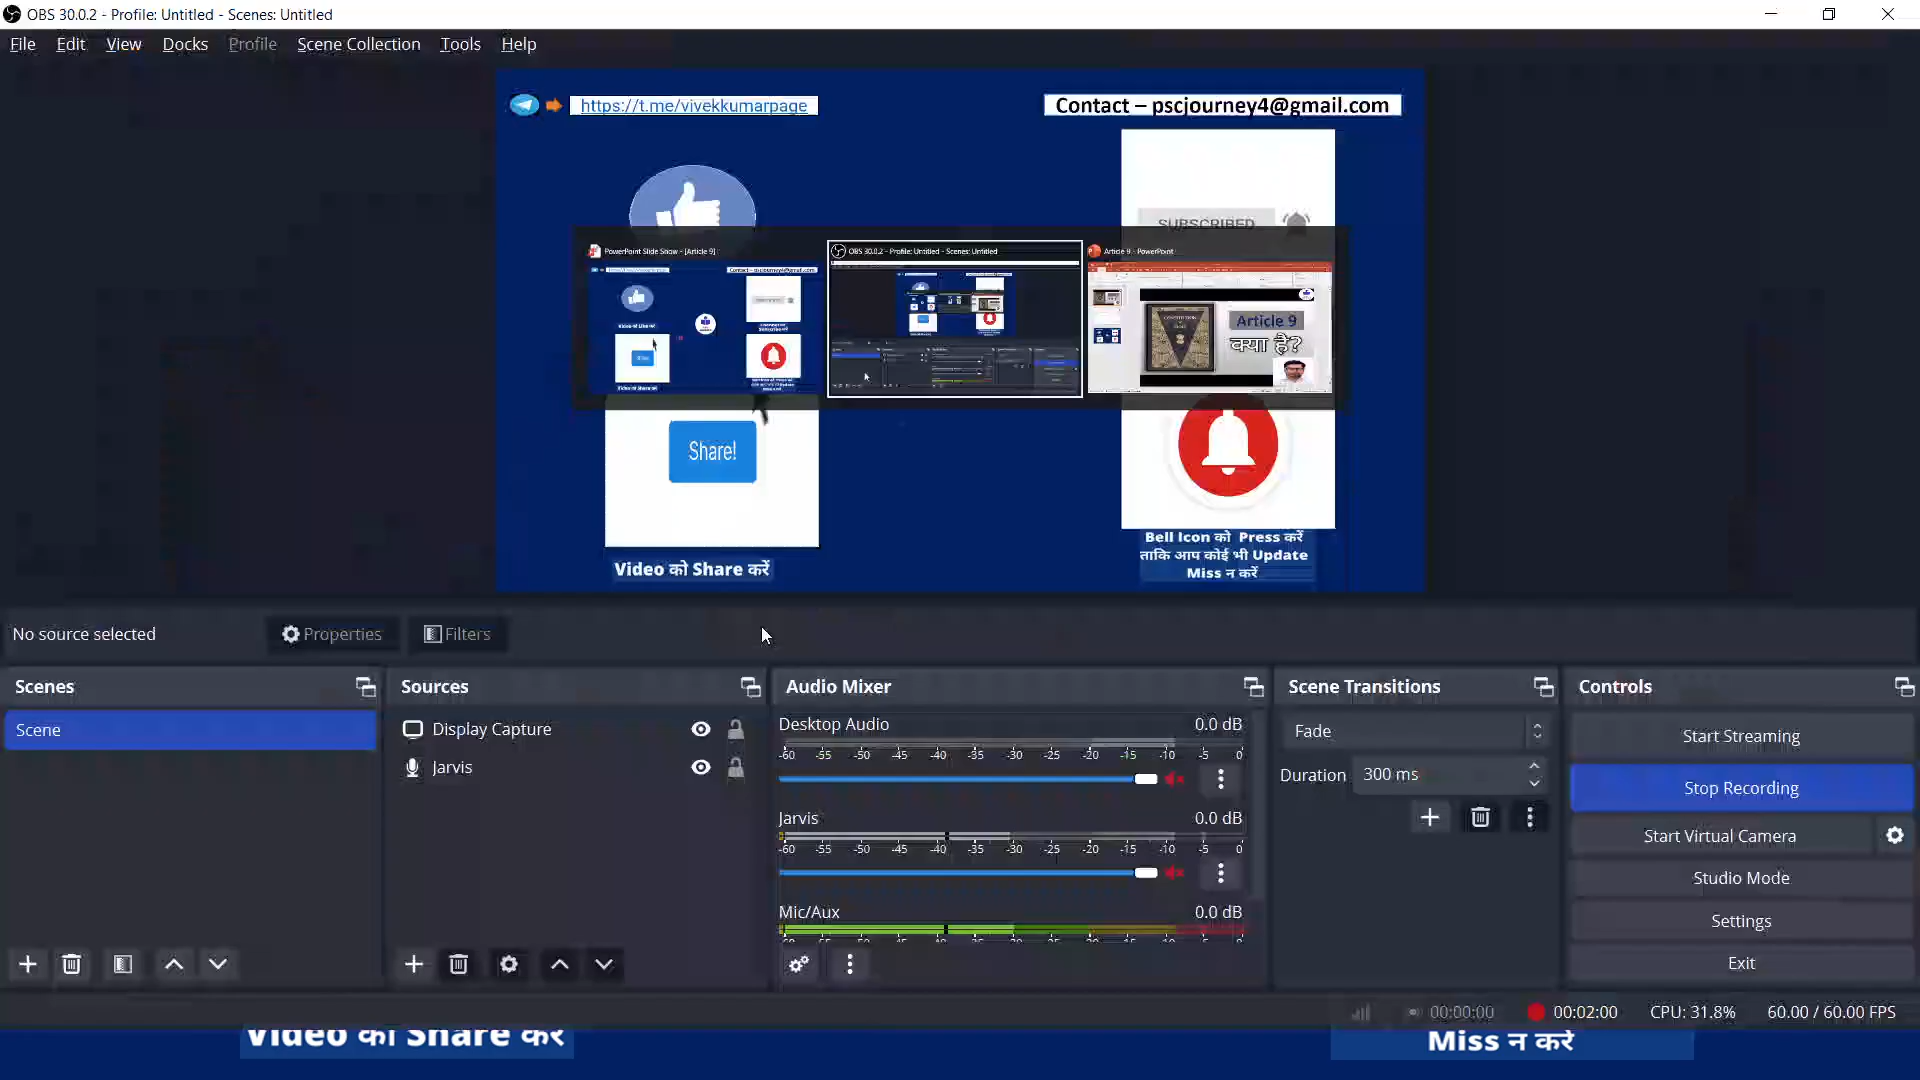 OBS 30.0.2 - Profile: Untitled - Scenes: Untitled
File Edit View Docks Profile Scene Collection Tools Help
https://t.me/vivekkumarpage
Contact – pscjourney4@gmail.com
SUBSCRIBED
PowerPoint Slide Show - [Article 9]
OBS 30.0.2 - Profile: Untitled - Scenes: Untitled
Article 9 - PowerPoint
Article 9
क्या है?
Share!
Video को Share करें
Bell Icon को Press करें
ताकि आप कोई भी Update
Miss न करें
No source selected
Properties
Filters
Scenes
Scene
Sources
Display Capture
Jarvis
Audio Mixer
Desktop Audio 0.0 dB
-60 -55 -50 -45 -40 -35 -30 -25 -20 -15 -10 -5 0
Jarvis 0.0 dB
-60 -55 -50 -45 -40 -35 -30 -25 -20 -15 -10 -5 0
Mic/Aux 0.0 dB
Scene Transitions
Fade
Duration 300 ms
Controls
Start Streaming
Stop Recording
Start Virtual Camera
Studio Mode
Settings
Exit
00:00:00 00:02:00 CPU: 31.8% 60.00 / 60.00 FPS
Video को Share करें
Miss न करें